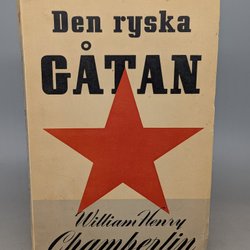 Den ryska
GÅTAN
William Henry
Chamberlin